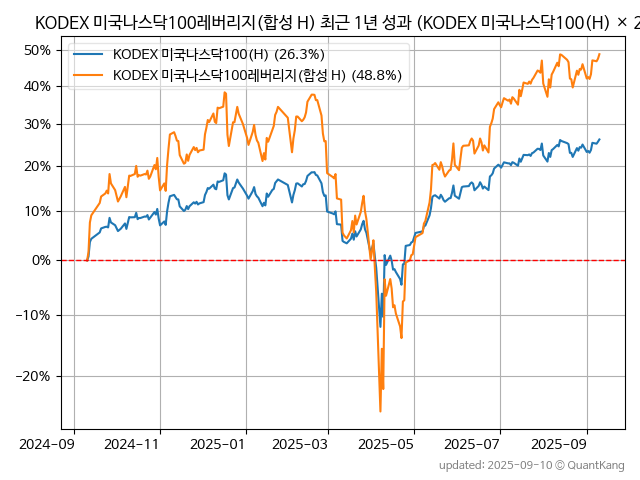 KODEX 미국나스닥100레버리지(합성 H) 최근 1년 성과 (KODEX 미국나스닥100(H) × 2
KODEX 미국나스닥100(H) (26.3%)
KODEX 미국나스닥100레버리지(합성 H) (48.8%)
50%
40%
30%
20%
10%
0%
−10%
−20%
2024-09 2024-11 2025-01 2025-03 2025-05 2025-07 2025-09
updated: 2025-09-10 © QuantKang